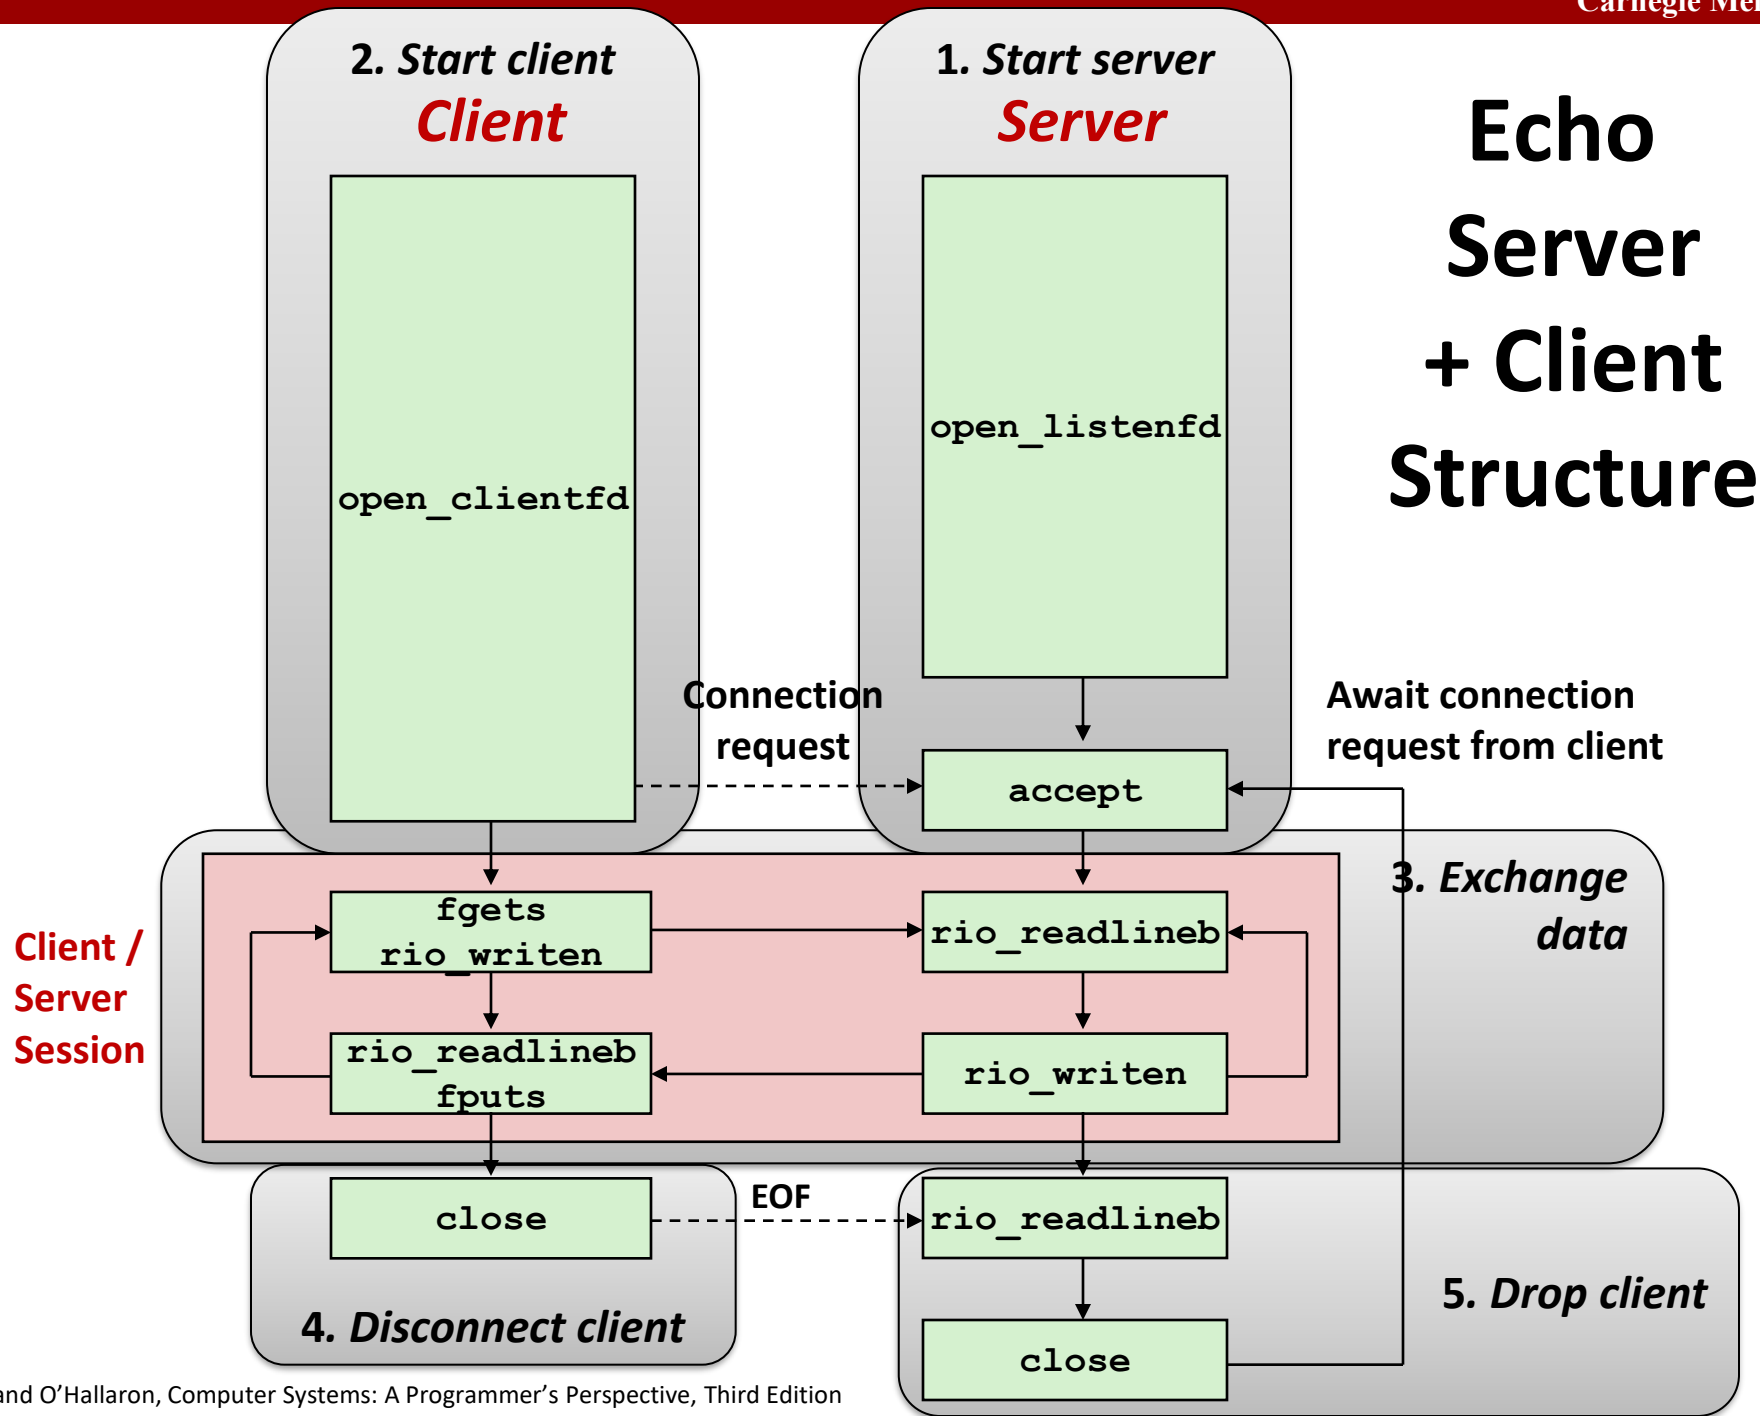 Carnegie Mel
2. Start client
Client
1. Start server
Server
Echo
Server
+ Client
Structure
open_clientfd
open_listenfd
Connection
request
Await connection
request from client
accept
3. Exchange
data
Client /
Server
Session
fgets
rio_writen
rio_readlineb
rio_readlineb
fputs
rio_writen
close
EOF
rio_readlineb
4. Disconnect client
5. Drop client
close
and O'Hallaron, Computer Systems: A Programmer's Perspective, Third Edition